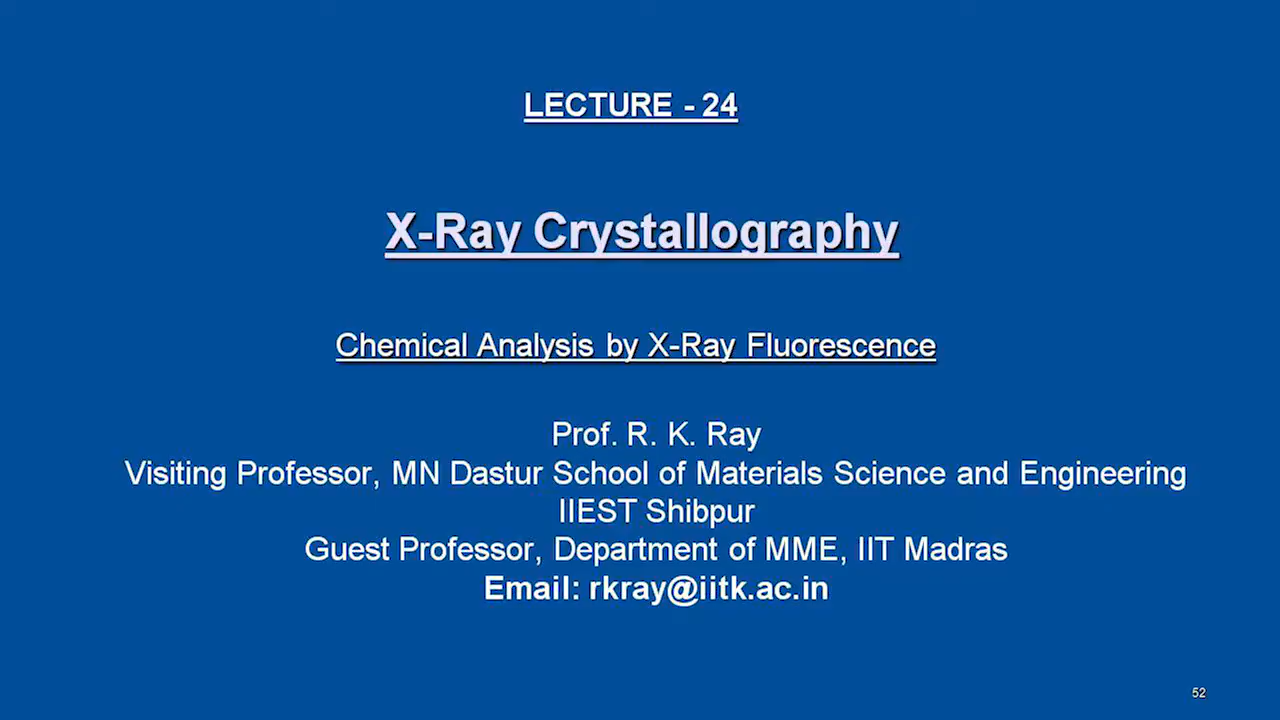 LECTURE - 24
X-Ray Crystallography
Chemical Analysis by X-Ray Fluorescence
Prof. R. K. Ray
Visiting Professor, MN Dastur School of Materials Science and Engineering
IIEST Shibpur
Guest Professor, Department of MME, IIT Madras
Email: rkray@iitk.ac.in
52